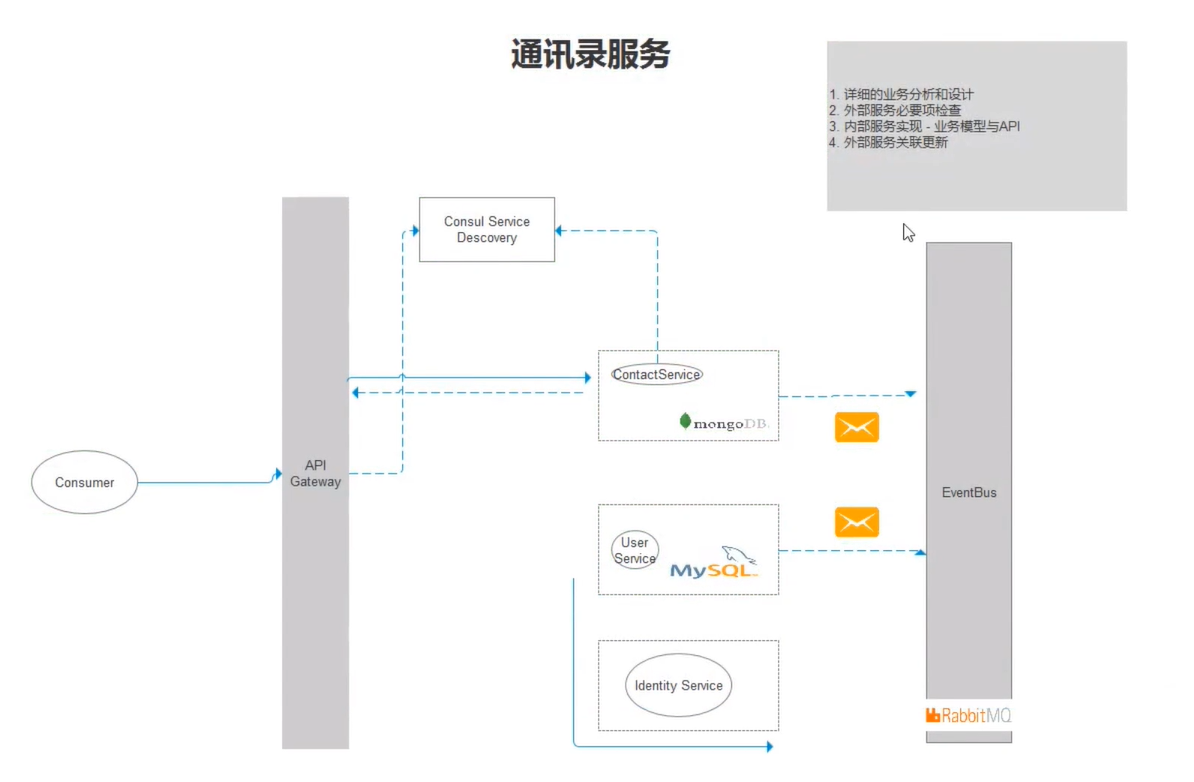 通讯录服务
1. 详细的业务分析和设计
2. 外部服务必要项检查
3. 内部服务实现 - 业务模型与API
4. 外部服务关联更新
Consul Service
Descovery
ContactService
mongoDB.
API
Gateway
Consumer
EventBus
User
Service
MySQL
Identity Service
RabbitMQ